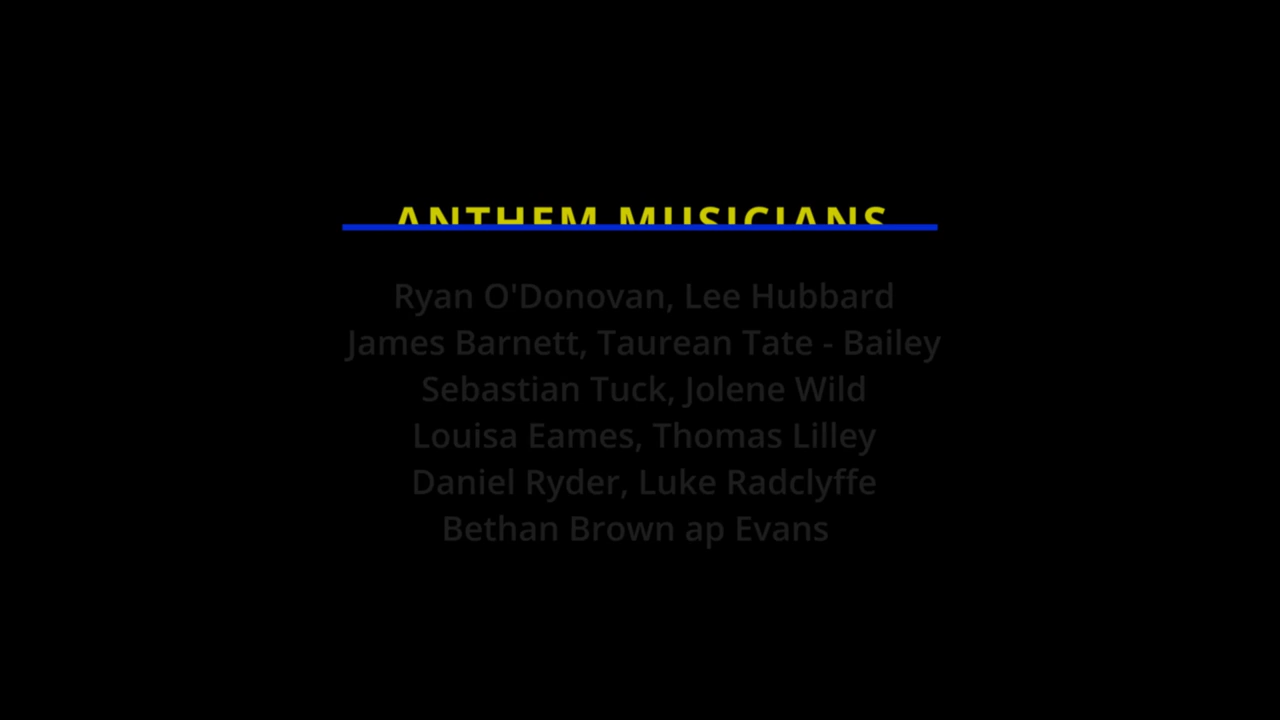 ANTHEM MUSICIANS
Ryan O'Donovan, Lee Hubbard
James Barnett, Taurean Tate - Bailey
Sebastian Tuck, Jolene Wild
Louisa Eames, Thomas Lilley
Daniel Ryder, Luke Radclyffe
Bethan Brown ap Evans